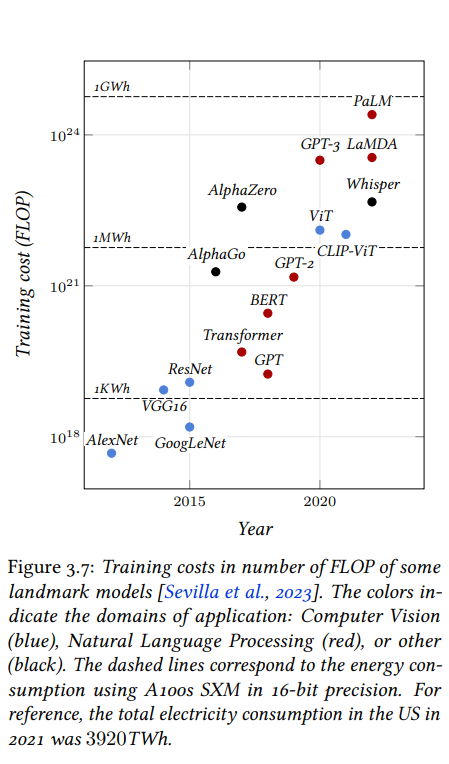 1GWh
PaLM
10^24
GPT-3 LaMDA
AlphaZero
Whisper
ViT
1MWh
CLIP-ViT
AlphaGo
GPT-2
10^21
BERT
Transformer
GPT
ResNet
1KWh
VGG16
AlexNet
GoogLeNet
10^18
Training cost (FLOP)
2015
2020
Year
Figure 3.7: Training costs in number of FLOP of some
landmark models [Sevilla et al., 2023]. The colors in-
dicate the domains of application: Computer Vision
(blue), Natural Language Processing (red), or other
(black). The dashed lines correspond to the energy con-
sumption using A100s SXM in 16-bit precision. For
reference, the total electricity consumption in the US in
2021 was 3920 TWh.